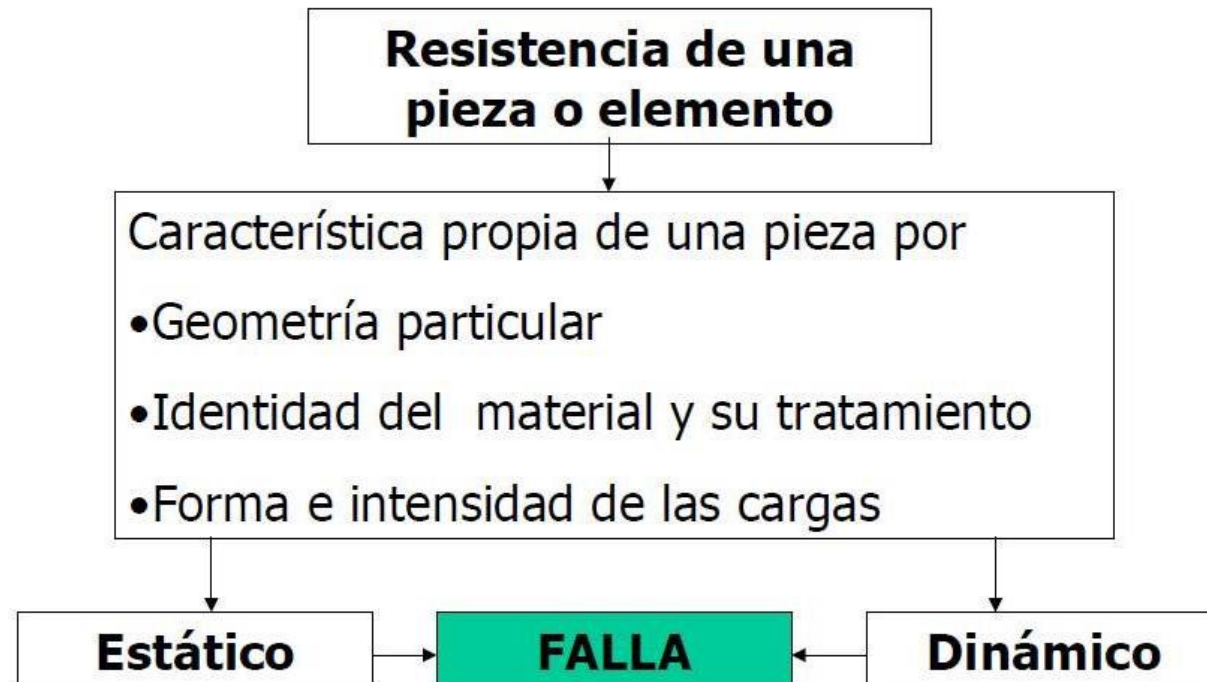 Resistencia de una
pieza o elemento
Característica propia de una pieza por
•Geometría particular
•Identidad del material y su tratamiento
•Forma e intensidad de las cargas
Estático
FALLA
Dinámico